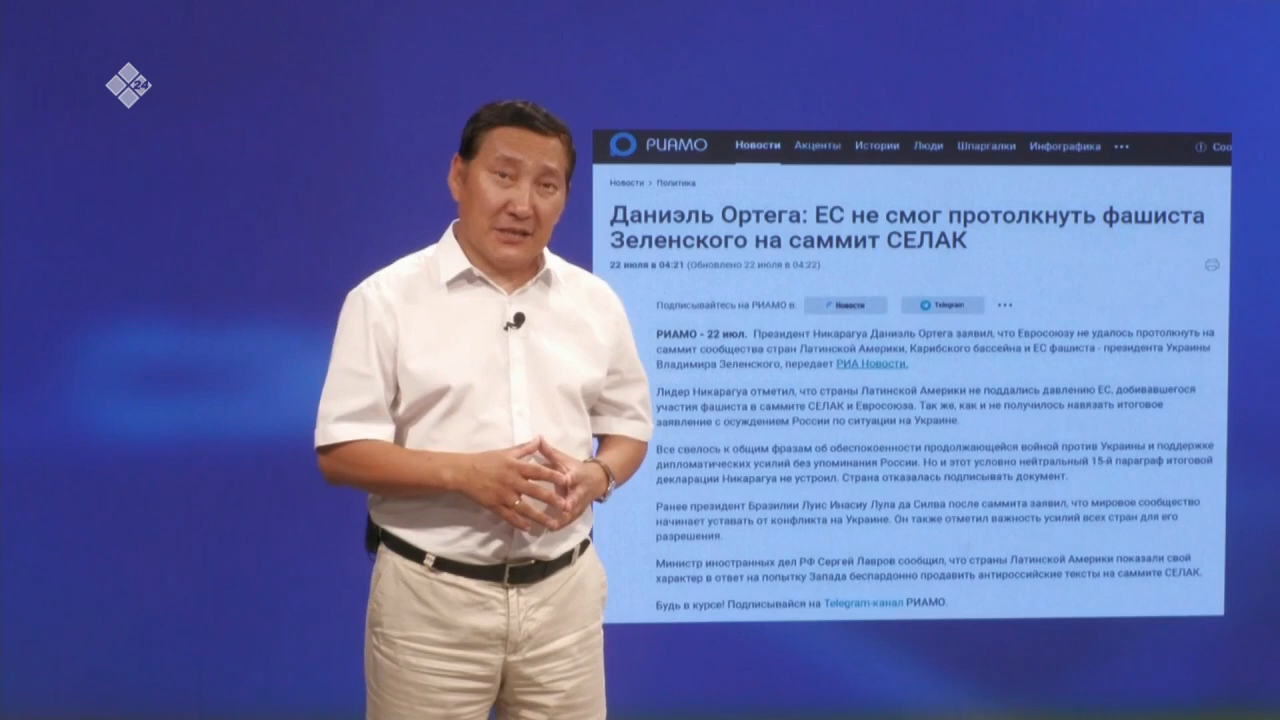 X24
РИАМО
Новости Акценты Истории Люди Шпаргалки Инфографика
Новости > Политика
Даниэль Ортега: ЕС не смог протолкнуть фашиста
Зеленского на саммит СЕЛАК
22 июля в 04:21 (Обновлено 22 июля в 04:22)
Подписывайтесь на РИАМО в: Новости Telegram
РИАМО - 22 июл. Президент Никарагуа Даниэль Ортега заявил, что Евросоюзу не удалось протолкнуть на
саммит сообщества стран Латинской Америки, Карибского бассейна и ЕС фашиста - президента Украины
Владимира Зеленского, передает РИА Новости.
Лидер Никарагуа отметил, что страны Латинской Америки не поддались давлению ЕС, добивавшегося
участия фашиста в саммите СЕЛАК и Евросоюза. Так же, как и не получилось навязать итоговое
заявление с осуждением России по ситуации на Украине.
Все свелось к общим фразам об обеспокоенности продолжающейся войной против Украины и поддержке
дипломатических усилий без упоминания России. Но и этот условно нейтральный 15-й параграф итоговой
декларации Никарагуа не устроил. Страна отказалась подписывать документ.
Ранее президент Бразилии Луис Инасиу Лула да Силва после саммита заявил, что мировое сообщество
начинает уставать от конфликта на Украине. Он также отметил важность усилий всех стран для его
разрешения.
Министр иностранных дел РФ Сергей Лавров сообщил, что страны Латинской Америки показали свой
характер в ответ на попытку Запада беспардонно продавить антироссийские тексты на саммите СЕЛАК.
Будь в курсе! Подписывайся на Telegram-канал РИАМО.